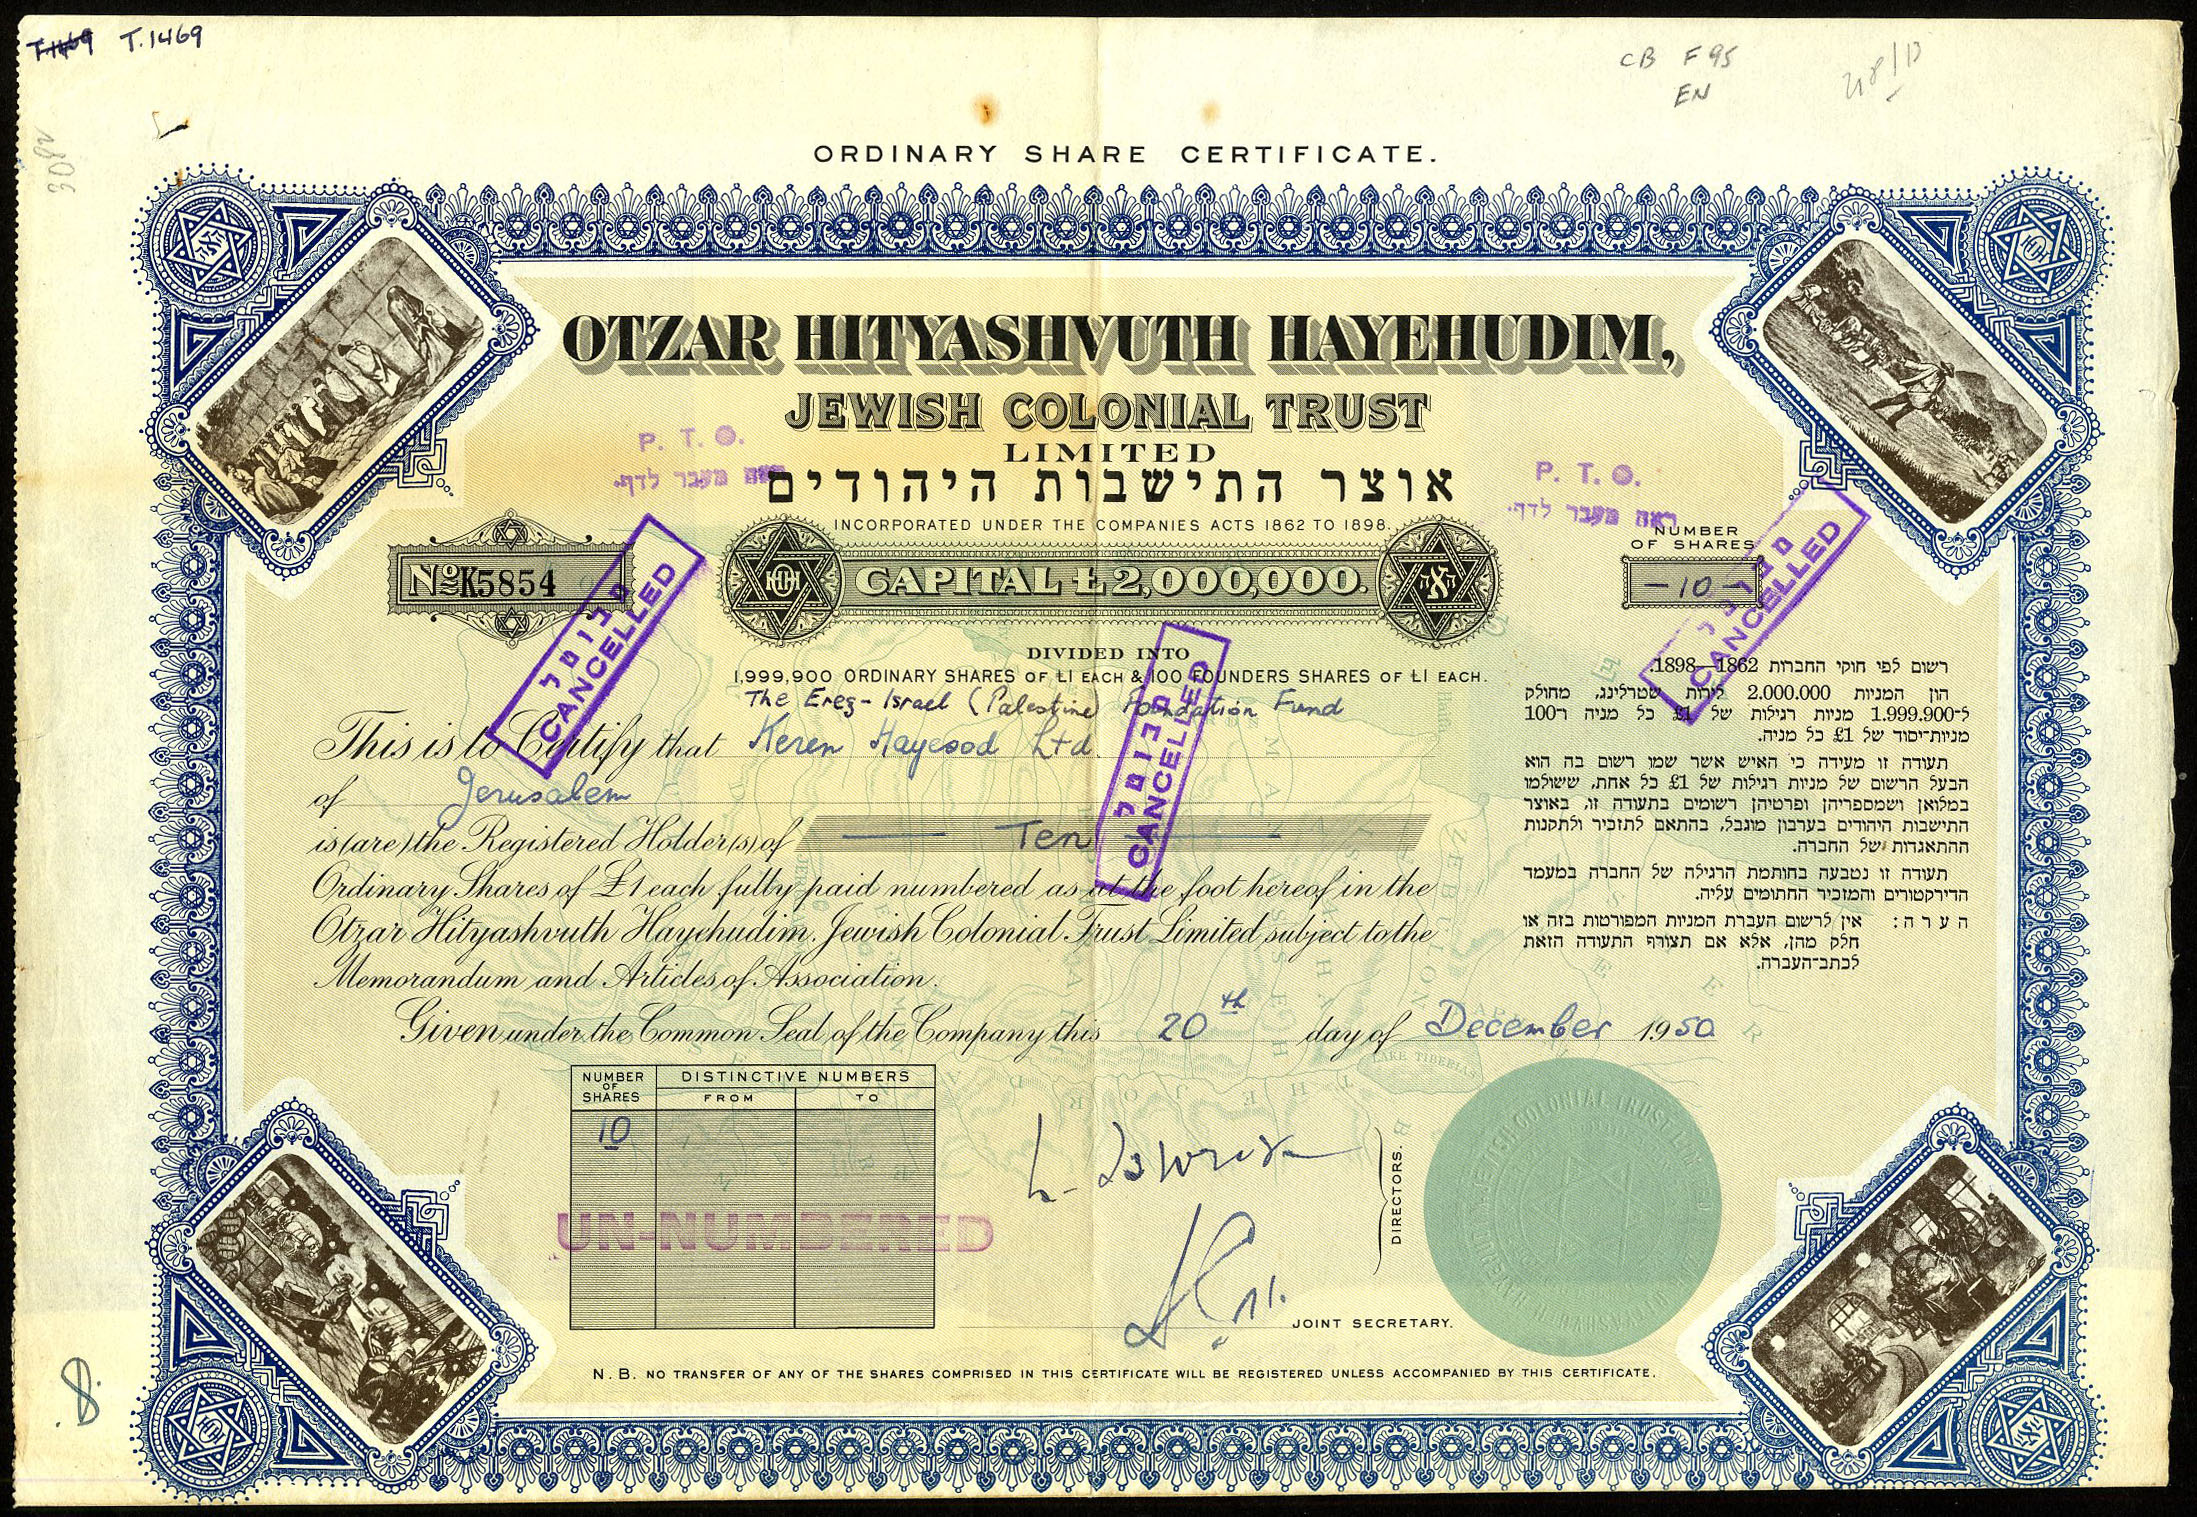 T.1469 T.1469
CB F95
EN
ORDINARY SHARE CERTIFICATE.
OTZAR HITYASHVUTH HAYEHUDIM,
JEWISH COLONIAL TRUST
LIMITED
P. T. O.
ראה מעבר לדף.
אוצר התישבות היהודים
P. T. O.
ראה מעבר לדף.
INCORPORATED UNDER THE COMPANIES ACTS 1862 TO 1898.
No K5854
CAPITAL £2,000,000.
NUMBER
OF SHARES
-10-
מבוטל
CANCELLED
מבוטל
CANCELLED
מבוטל
CANCELLED
DIVIDED INTO
1,999,900 ORDINARY SHARES OF £1 EACH & 100 FOUNDERS SHARES OF £1 EACH.
The Erez-Israel (Palestine) Foundation Fund
This is to Certify that Keren Hayesod Ltd.
of Jerusalem
is (are) the Registered Holder(s) of Ten
Ordinary Shares of £1 each fully paid numbered as at the foot hereof in the
Otzar Hityashvuth Hayehudim, Jewish Colonial Trust Limited subject to the
Memorandum and Articles of Association.
Given under the Common Seal of the Company this 20th day of December 1950
רשום לפי חוקי החברות 1862—1898.
הון המניות 2.000.000 לירות שטרלינג, מחולק
ל־1.999.900 מניות רגילות של £1 כל מניה ו־100
מניות־יסוד של £1 כל מניה.
תעודה זו מעידה כי האיש אשר שמו רשום בה הוא
הבעל הרשום של מניות רגילות של £1 כל אחת, ששולמו
במלואן ושמספריהן ופרטיהן רשומים בתעודה זו, באוצר
התישבות היהודים בערבון מוגבל, בהתאם לתזכיר ולתקנות
ההתאגדות של החברה.
תעודה זו נטבעה בחותמת הרגילה של החברה במעמד
הדירקטורים והמזכיר החתומים עליה.
הערה: אין לרשום העברת המניות המפורטות בזה או
חלק מהן, אלא אם תצורף התעודה הזאת
לכתב־העברה.
NUMBER
OF
SHARES
DISTINCTIVE NUMBERS
FROM TO
10
UN-NUMBERED
DIRECTORS.
JOINT SECRETARY.
LAKE TIBERIAS
N. B. NO TRANSFER OF ANY OF THE SHARES COMPRISED IN THIS CERTIFICATE WILL BE REGISTERED UNLESS ACCOMPANIED BY THIS CERTIFICATE.